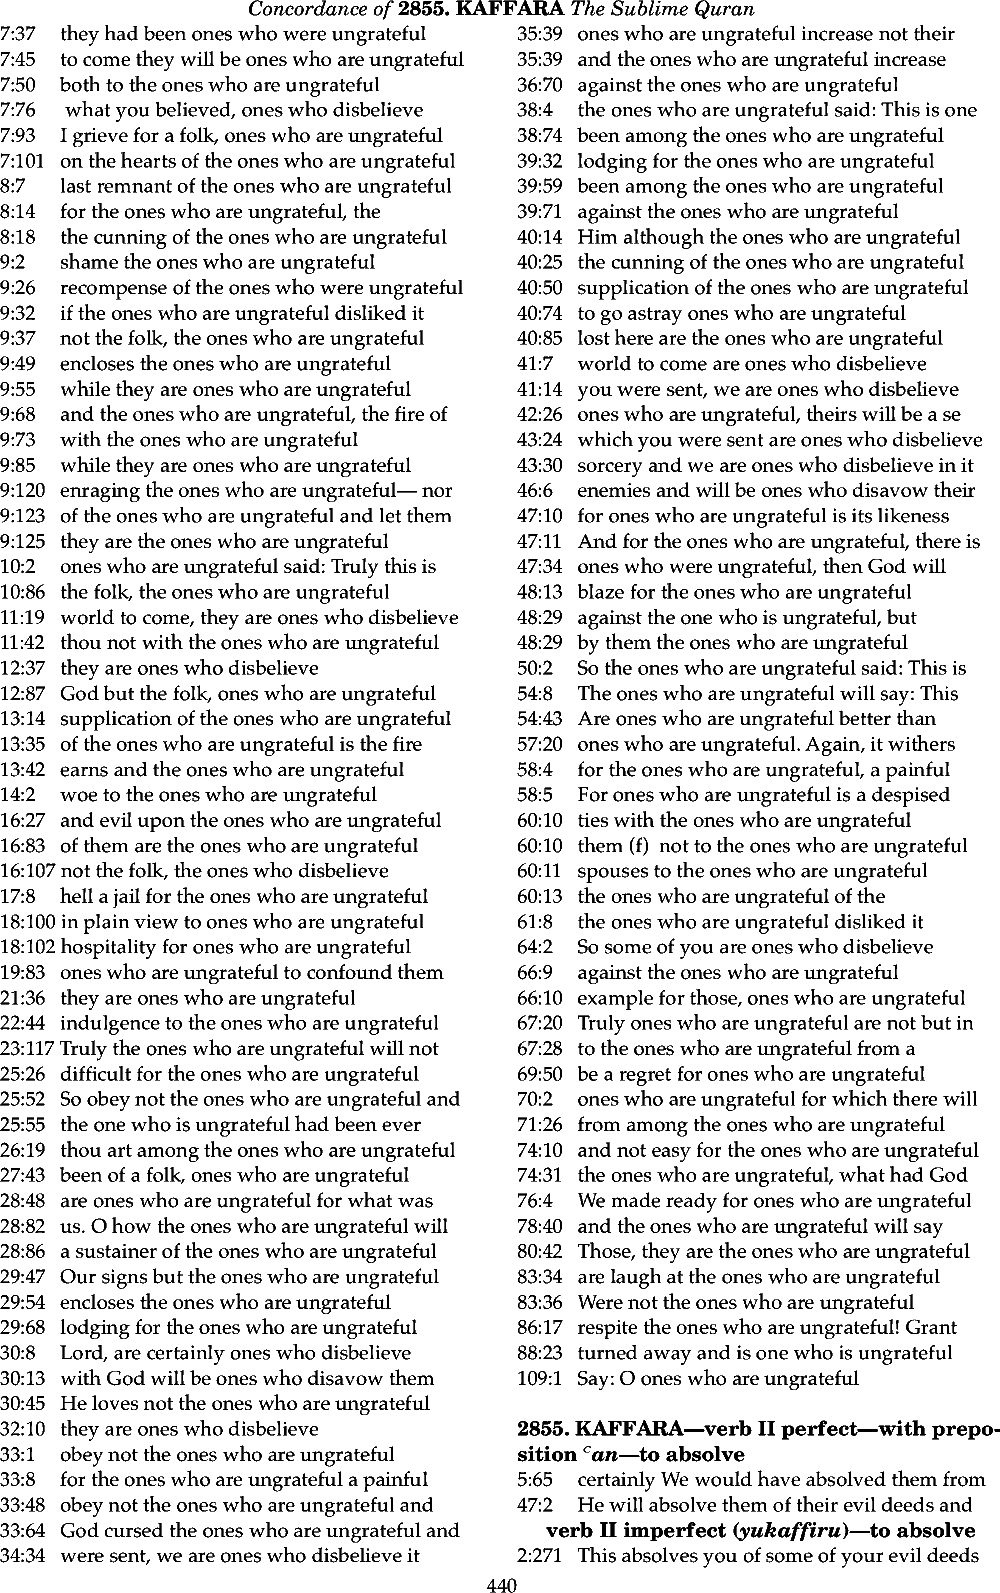 Concordance of 2855. KAFFARA The Sublime Quran
7:37 they had been ones who were ungrateful
7:45 to come they will be ones who are ungrateful
7:50 both to the ones who are ungrateful
7:76 what you believed, ones who disbelieve
7:93 I grieve for a folk, ones who are ungrateful
7:101 on the hearts of the ones who are ungrateful
8:7 last remnant of the ones who are ungrateful
8:14 for the ones who are ungrateful, the
8:18 the cunning of the ones who are ungrateful
9:2 shame the ones who are ungrateful
9:26 recompense of the ones who were ungrateful
9:32 if the ones who are ungrateful disliked it
9:37 not the folk, the ones who are ungrateful
9:49 encloses the ones who are ungrateful
9:55 while they are ones who are ungrateful
9:68 and the ones who are ungrateful, the fire of
9:73 with the ones who are ungrateful
9:85 while they are ones who are ungrateful
9:120 enraging the ones who are ungrateful— nor
9:123 of the ones who are ungrateful and let them
9:125 they are the ones who are ungrateful
10:2 ones who are ungrateful said: Truly this is
10:86 the folk, the ones who are ungrateful
11:19 world to come, they are ones who disbelieve
11:42 thou not with the ones who are ungrateful
12:37 they are ones who disbelieve
12:87 God but the folk, ones who are ungrateful
13:14 supplication of the ones who are ungrateful
13:35 of the ones who are ungrateful is the fire
13:42 earns and the ones who are ungrateful
14:2 woe to the ones who are ungrateful
16:27 and evil upon the ones who are ungrateful
16:83 of them are the ones who are ungrateful
16:107 not the folk, the ones who disbelieve
17:8 hell a jail for the ones who are ungrateful
18:100 in plain view to ones who are ungrateful
18:102 hospitality for ones who are ungrateful
19:83 ones who are ungrateful to confound them
21:36 they are ones who are ungrateful
22:44 indulgence to the ones who are ungrateful
23:117 Truly the ones who are ungrateful will not
25:26 difficult for the ones who are ungrateful
25:52 So obey not the ones who are ungrateful and
25:55 the one who is ungrateful had been ever
26:19 thou art among the ones who are ungrateful
27:43 been of a folk, ones who are ungrateful
28:48 are ones who are ungrateful for what was
28:82 us. O how the ones who are ungrateful will
28:86 a sustainer of the ones who are ungrateful
29:47 Our signs but the ones who are ungrateful
29:54 encloses the ones who are ungrateful
29:68 lodging for the ones who are ungrateful
30:8 Lord, are certainly ones who disbelieve
30:13 with God will be ones who disavow them
30:45 He loves not the ones who are ungrateful
32:10 they are ones who disbelieve
33:1 obey not the ones who are ungrateful
33:8 for the ones who are ungrateful a painful
33:48 obey not the ones who are ungrateful and
33:64 God cursed the ones who are ungrateful and
34:34 were sent, we are ones who disbelieve it
35:39 ones who are ungrateful increase not their
35:39 and the ones who are ungrateful increase
36:70 against the ones who are ungrateful
38:4 the ones who are ungrateful said: This is one
38:74 been among the ones who are ungrateful
39:32 lodging for the ones who are ungrateful
39:59 been among the ones who are ungrateful
39:71 against the ones who are ungrateful
40:14 Him although the ones who are ungrateful
40:25 the cunning of the ones who are ungrateful
40:50 supplication of the ones who are ungrateful
40:74 to go astray ones who are ungrateful
40:85 lost here are the ones who are ungrateful
41:7 world to come are ones who disbelieve
41:14 you were sent, we are ones who disbelieve
42:26 ones who are ungrateful, theirs will be a se
43:24 which you were sent are ones who disbelieve
43:30 sorcery and we are ones who disbelieve in it
46:6 enemies and will be ones who disavow their
47:10 for ones who are ungrateful is its likeness
47:11 And for the ones who are ungrateful, there is
47:34 ones who were ungrateful, then God will
48:13 blaze for the ones who are ungrateful
48:29 against the one who is ungrateful, but
48:29 by them the ones who are ungrateful
50:2 So the ones who are ungrateful said: This is
54:8 The ones who are ungrateful will say: This
54:43 Are ones who are ungrateful better than
57:20 ones who are ungrateful. Again, it withers
58:4 for the ones who are ungrateful, a painful
58:5 For ones who are ungrateful is a despised
60:10 ties with the ones who are ungrateful
60:10 them (f) not to the ones who are ungrateful
60:11 spouses to the ones who are ungrateful
60:13 the ones who are ungrateful of the
61:8 the ones who are ungrateful disliked it
64:2 So some of you are ones who disbelieve
66:9 against the ones who are ungrateful
66:10 example for those, ones who are ungrateful
67:20 Truly ones who are ungrateful are not but in
67:28 to the ones who are ungrateful from a
69:50 be a regret for ones who are ungrateful
70:2 ones who are ungrateful for which there will
71:26 from among the ones who are ungrateful
74:10 and not easy for the ones who are ungrateful
74:31 the ones who are ungrateful, what had God
76:4 We made ready for ones who are ungrateful
78:40 and the ones who are ungrateful will say
80:42 Those, they are the ones who are ungrateful
83:34 are laugh at the ones who are ungrateful
83:36 Were not the ones who are ungrateful
86:17 respite the ones who are ungrateful! Grant
88:23 turned away and is one who is ungrateful
109:1 Say: O ones who are ungrateful
2855. KAFFARA—verb II perfect—with prepo-
sition ᶜan—to absolve
5:65 certainly We would have absolved them from
47:2 He will absolve them of their evil deeds and
verb II imperfect (yukaffiru)—to absolve
2:271 This absolves you of some of your evil deeds
440